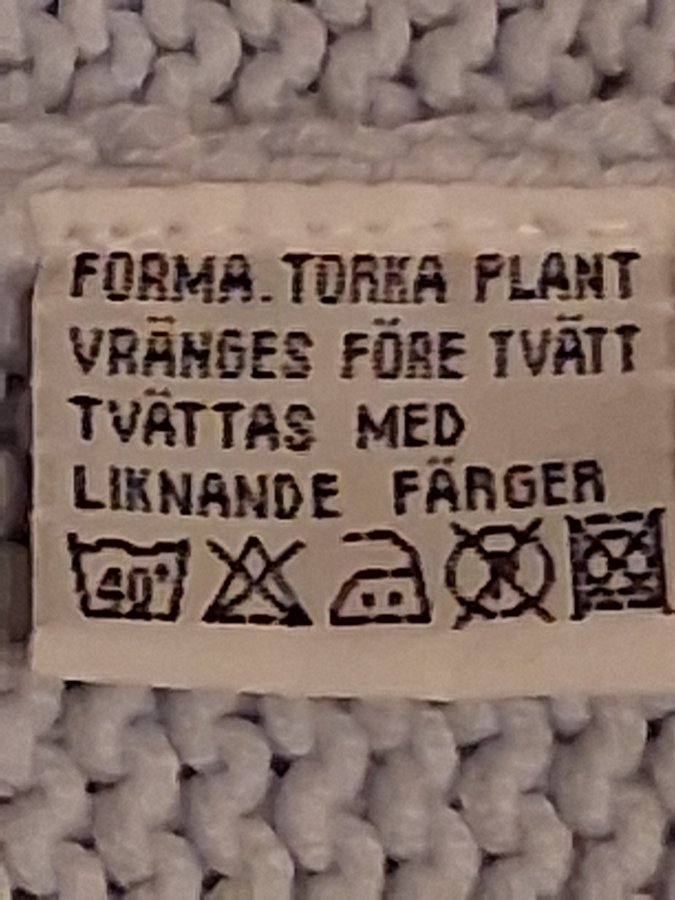 FORMA.TORKA PLANT
VRÄNGES FÖRE TVÄTT
TVÄTTAS MED
LIKNANDE FÄRGER
40°